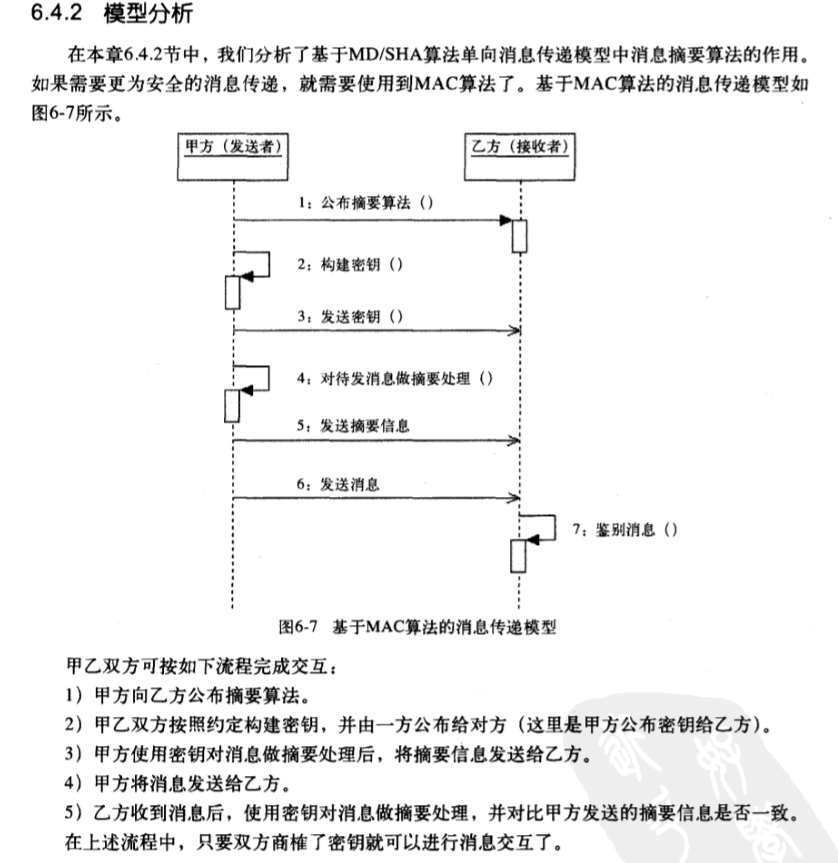 6.4.2 模型分析
在本章6.4.2节中，我们分析了基于MD/SHA算法单向消息传递模型中消息摘要算法的作用。
如果需要更为安全的消息传递，就需要使用到MAC算法了。基于MAC算法的消息传递模型如
图6-7所示。
甲方（发送者）
乙方（接收者）
1：公布摘要算法（）
2：构建密钥（）
3：发送密钥（）
4：对待发消息做摘要处理（）
5：发送摘要信息
6：发送消息
7：鉴别消息（）
图6-7 基于MAC算法的消息传递模型
甲乙双方可按如下流程完成交互：
1）甲方向乙方公布摘要算法。
2）甲乙双方按照约定构建密钥，并由一方公布给对方（这里是甲方公布密钥给乙方）。
3）甲方使用密钥对消息做摘要处理后，将摘要信息发送给乙方。
4）甲方将消息发送给乙方。
5）乙方收到消息后，使用密钥对消息做摘要处理，并对比甲方发送的摘要信息是否一致。
在上述流程中，只要双方商榷了密钥就可以进行消息交互了。